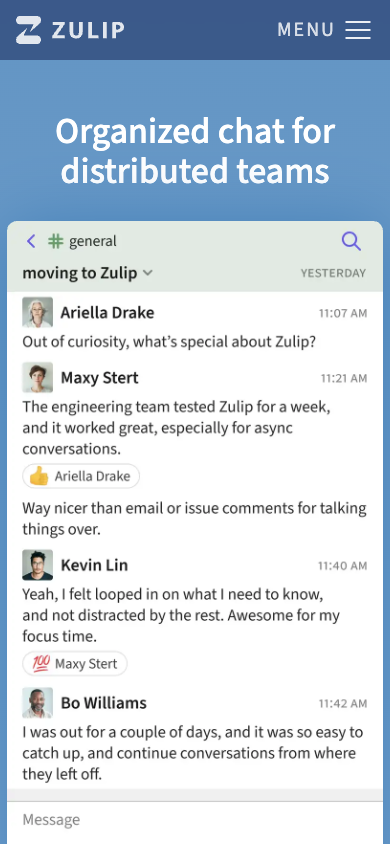 ZULIP
MENU
Organized chat for
distributed teams
general
moving to Zulip
YESTERDAY
Ariella Drake
11:07 AM
Out of curiosity, what’s special about Zulip?
Maxy Stert
11:21 AM
The engineering team tested Zulip for a week,
and it worked great, especially for async
conversations.
👍 Ariella Drake
Way nicer than email or issue comments for talking
things over.
Kevin Lin
11:40 AM
Yeah, I felt looped in on what I need to know,
and not distracted by the rest. Awesome for my
focus time.
💯 Maxy Stert
Bo Williams
11:42 AM
I was out for a couple of days, and it was so easy to
catch up, and continue conversations from where
they left off.
Message